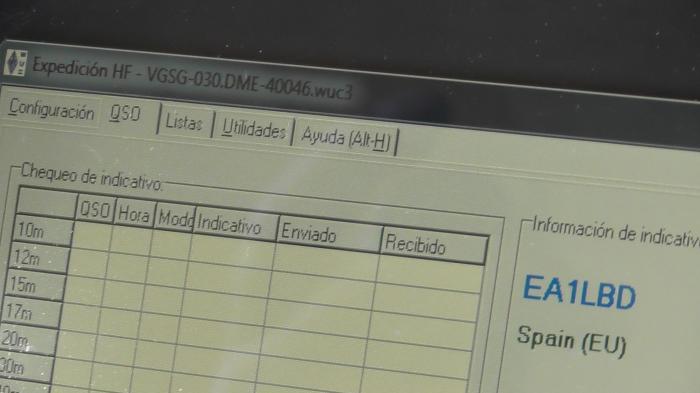 Expedición HF - VGSG-030.DME-40046.wuc3
Configuración QSO Listas Utilidades Ayuda (Alt-H)
Chequeo de indicativo:
QSO Hora Modo Indicativo Enviado Recibido
10m
12m
15m
17m
20m
30m
Información de indicativ
EA1LBD
Spain (EU)